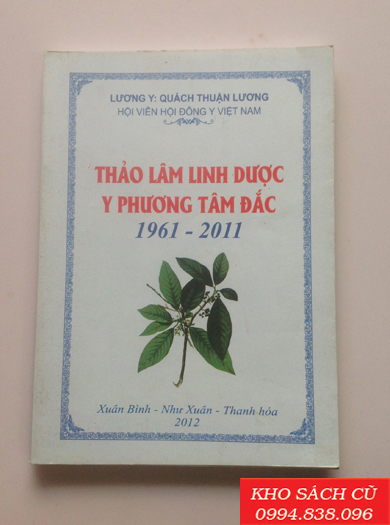 LƯƠNG Y: QUÁCH THUẬN LƯƠNG
HỘI VIÊN HỘI ĐÔNG Y VIỆT NAM
THẢO LÂM LINH DƯỢC
Y PHƯƠNG TÂM ĐẮC
1961 - 2011
Xuân Bình - Như Xuân - Thanh hóa
2012
KHO SÁCH CŨ
0994.838.096